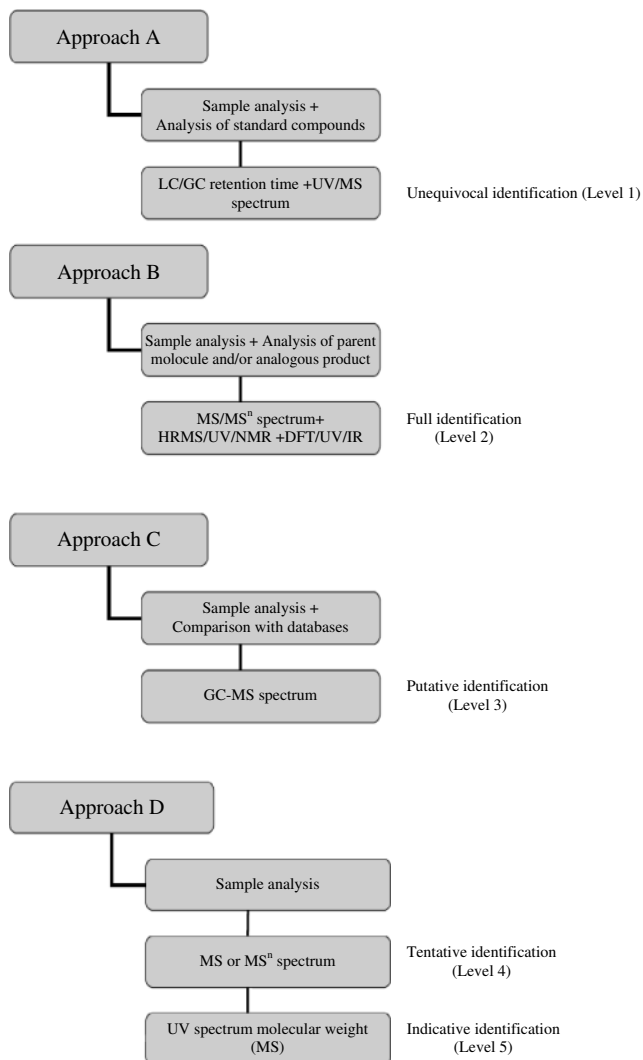 Approach A
Sample analysis +
Analysis of standard compounds
LC/GC retention time +UV/MS
spectrum
Unequivocal identification (Level 1)
Approach B
Sample analysis + Analysis of parent
molecule and/or analogous product
MS/MSⁿ spectrum+
HRMS/UV/NMR +DFT/UV/IR
Full identification
(Level 2)
Approach C
Sample analysis +
Comparison with databases
GC-MS spectrum
Putative identification
(Level 3)
Approach D
Sample analysis
MS or MSⁿ spectrum
Tentative identification
(Level 4)
UV spectrum molecular weight
(MS)
Indicative identification
(Level 5)